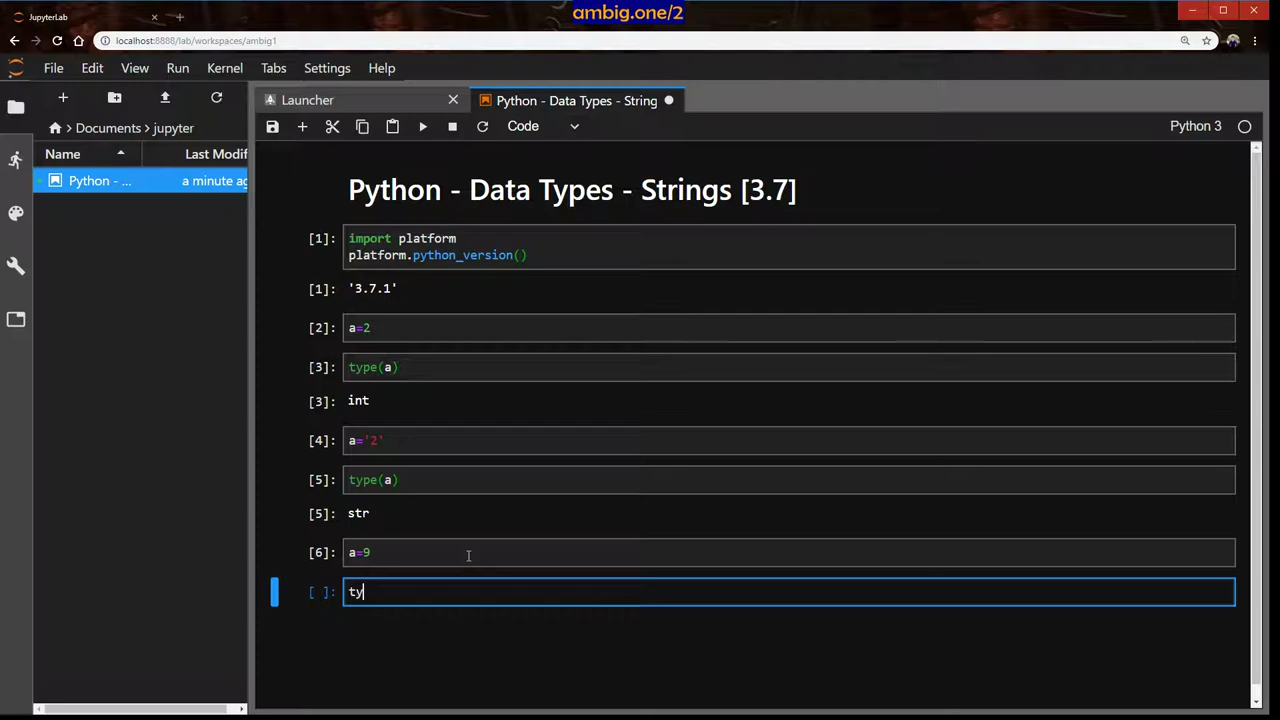 ambig.one/2
JupyterLab
localhost:8888/lab/workspaces/ambig1
File Edit View Run Kernel Tabs Settings Help
Documents > jupyter
Name Last Modif
Python - ... a minute ag
Launcher
Python - Data Types - String
Code
Python 3
Python - Data Types - Strings [3.7]
[1]: import platform
platform.python_version()
[1]: '3.7.1'
[2]: a=2
[3]: type(a)
[3]: int
[4]: a='2'
[5]: type(a)
[5]: str
[6]: a=9
[ ]: ty